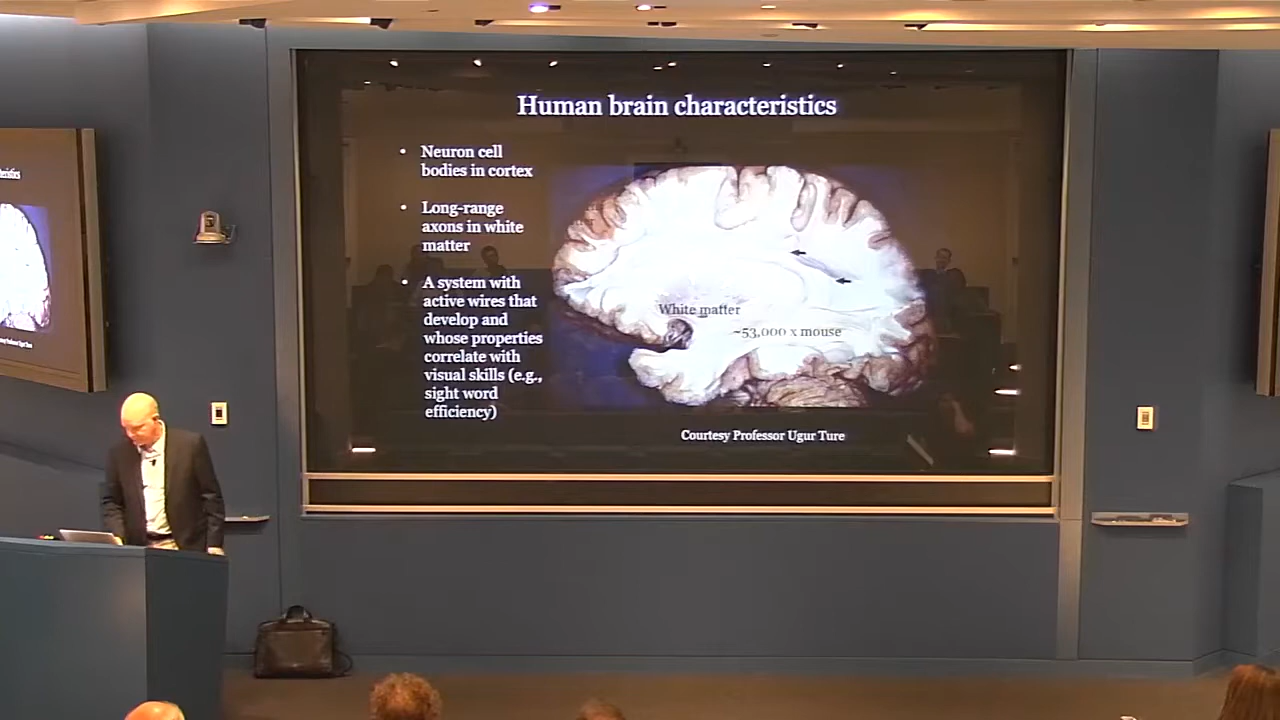 Human brain characteristics
• Neuron cell
bodies in cortex
• Long-range
axons in white
matter
• A system with
active wires that
develop and
whose properties
correlate with
visual skills (e.g.,
sight word
efficiency)
White matter
~53,000 x mouse
Courtesy Professor Ugur Ture